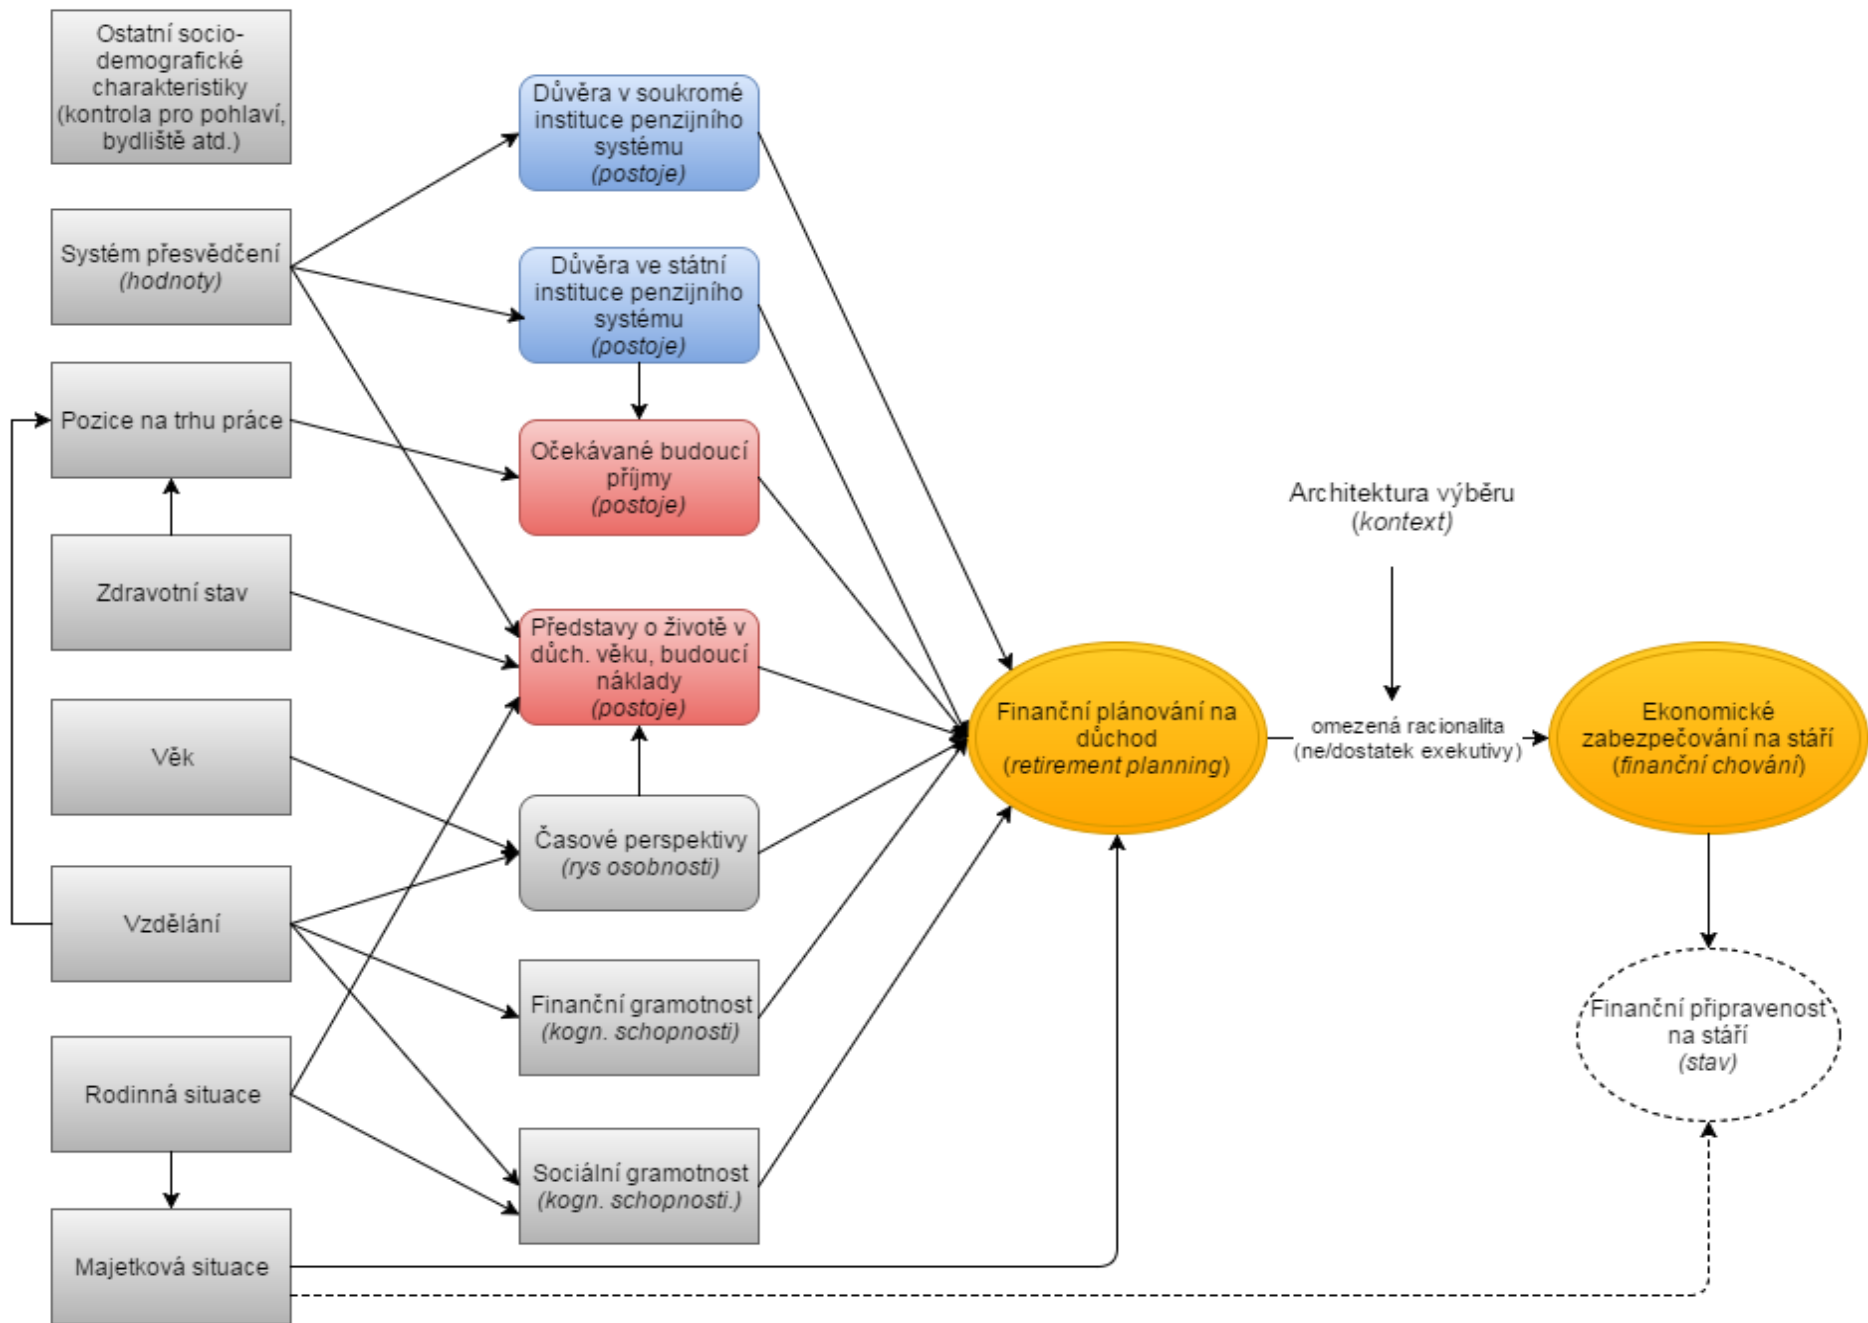 Ostatní socio-
demografické
charakteristiky
(kontrola pro pohlaví,
bydliště atd.)
Systém přesvědčení
(hodnoty)
Pozice na trhu práce
Zdravotní stav
Věk
Vzdělání
Rodinná situace
Majetková situace
Důvěra v soukromé
instituce penzijního
systému
(postoje)
Důvěra ve státní
instituce penzijního
systému
(postoje)
Očekávané budoucí
příjmy
(postoje)
Představy o životě v
důch. věku, budoucí
náklady
(postoje)
Časové perspektivy
(rys osobnosti)
Finanční gramotnost
(kogn. schopnosti)
Sociální gramotnost
(kogn. schopnosti.)
Finanční plánování na
důchod
(retirement planning)
Architektura výběru
(kontext)
omezená racionalita
(ne/dostatek exekutivy)
Ekonomické
zabezpečování na stáří
(finanční chování)
Finanční připravenost
na stáří
(stav)